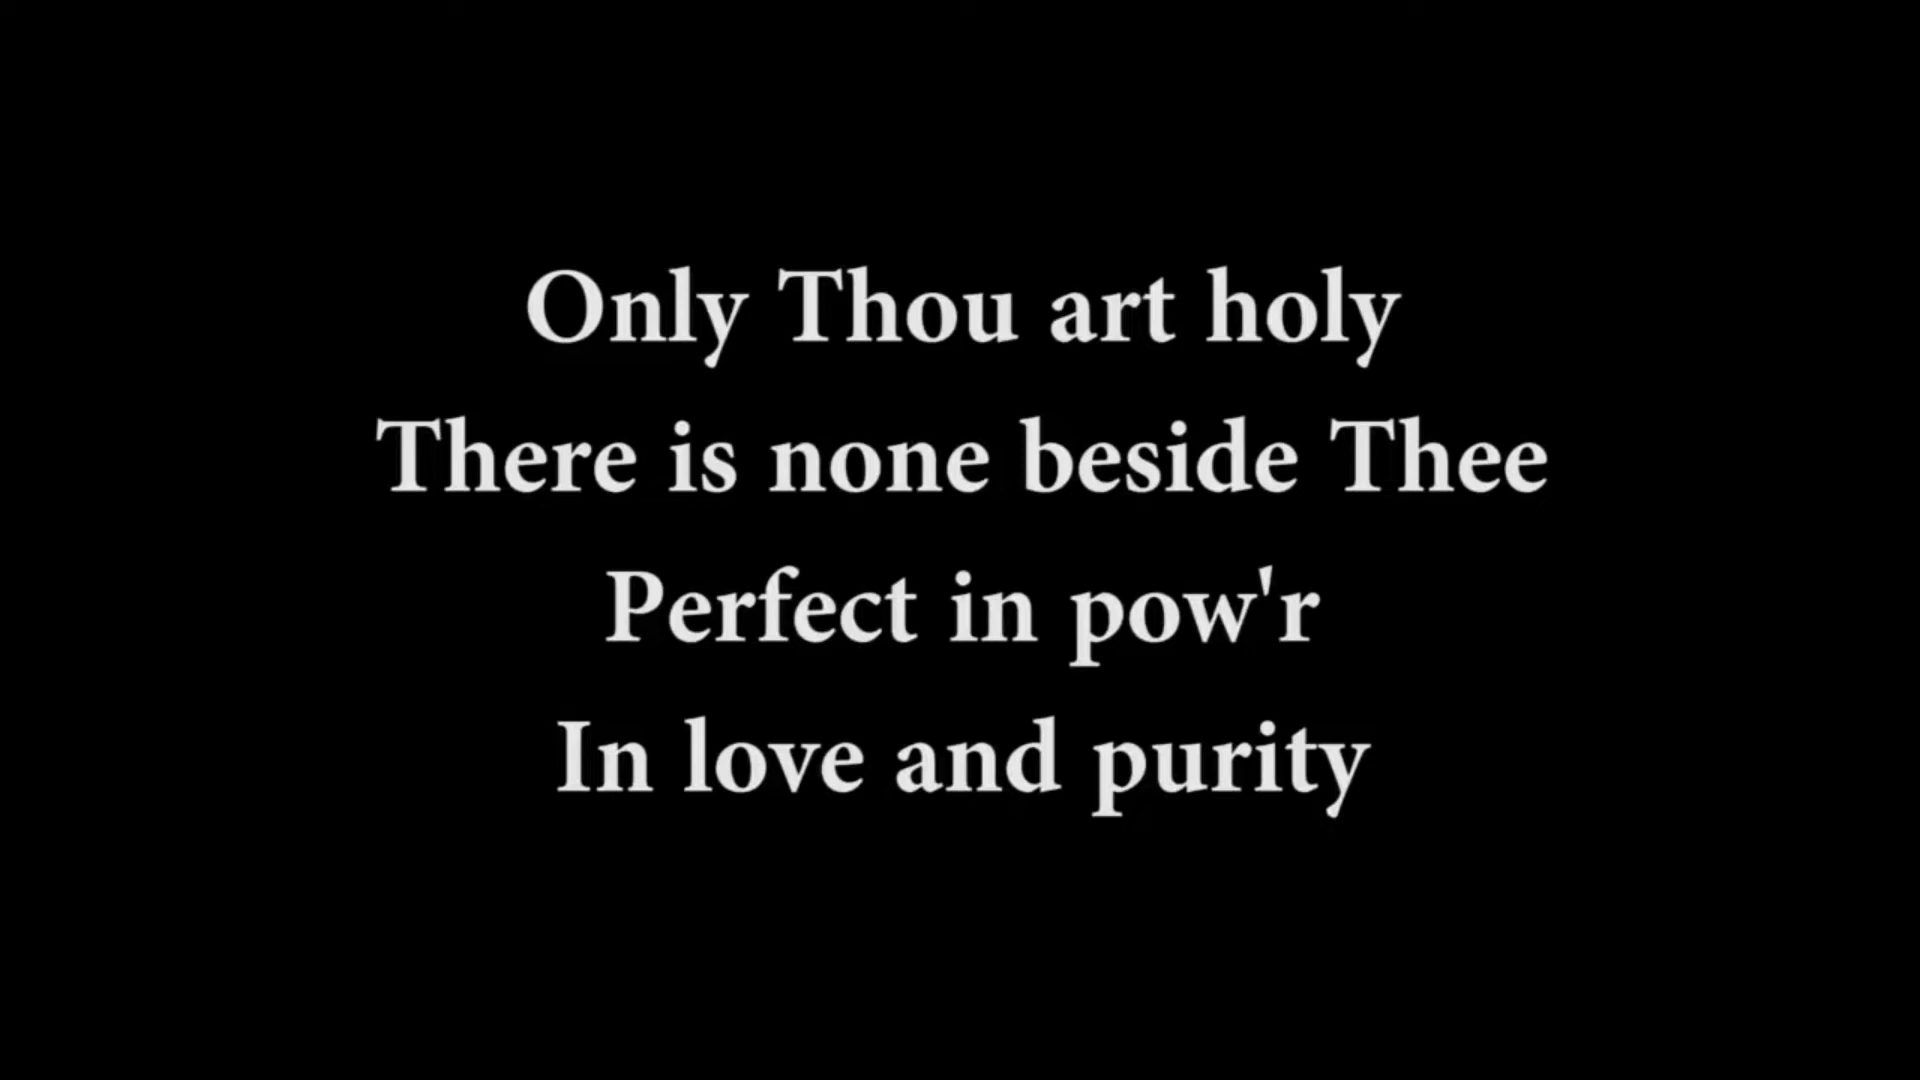 Only Thou art holy
There is none beside Thee
Perfect in pow'r
In love and purity